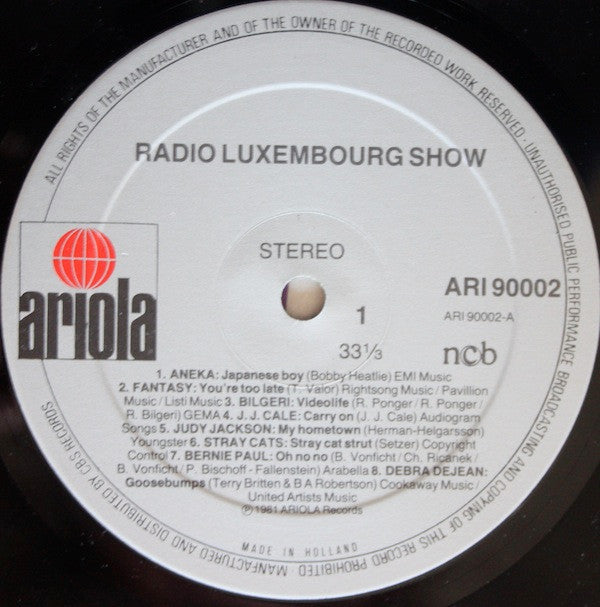 ALL RIGHTS OF THE MANUFACTURER AND OF THE OWNER OF THE RECORDED WORK RESERVED · UNAUTHORISED PUBLIC PERFORMANCE BROADCASTING AND COPYING OF THIS RECORD PROHIBITED · MANUFACTURED AND DISTRIBUTED BY CBS RECORDS
RADIO LUXEMBOURG SHOW
STEREO
ariola
ARI 90002
1
ARI 90002-A
33⅓
ncb
1. ANEKA: Japanese boy (Bobby Heatlie) EMI Music
2. FANTASY: You're too late (T. Valor) Rightsong Music / Pavillion
Music / Listi Music 3. BILGERI: Videolife (R. Ponger / R. Ponger /
R. Bilgeri) GEMA 4. J.J. CALE: Carry on (J. J. Cale) Audiogram
Songs 5. JUDY JACKSON: My hometown (Herman-Helgarsson)
Youngster 6. STRAY CATS: Stray cat strut (Setzer) Copyright
Control 7. BERNIE PAUL: Oh no no (B. Vonficht / Ch. Ricanek /
B. Vonficht / P. Bischoff - Fallenstein) Arabella 8. DEBRA DEJEAN:
Goosebumps (Terry Britten & B A Robertson) Cookaway Music /
United Artists Music
Ⓟ1981 ARIOLA Records
MADE IN HOLLAND